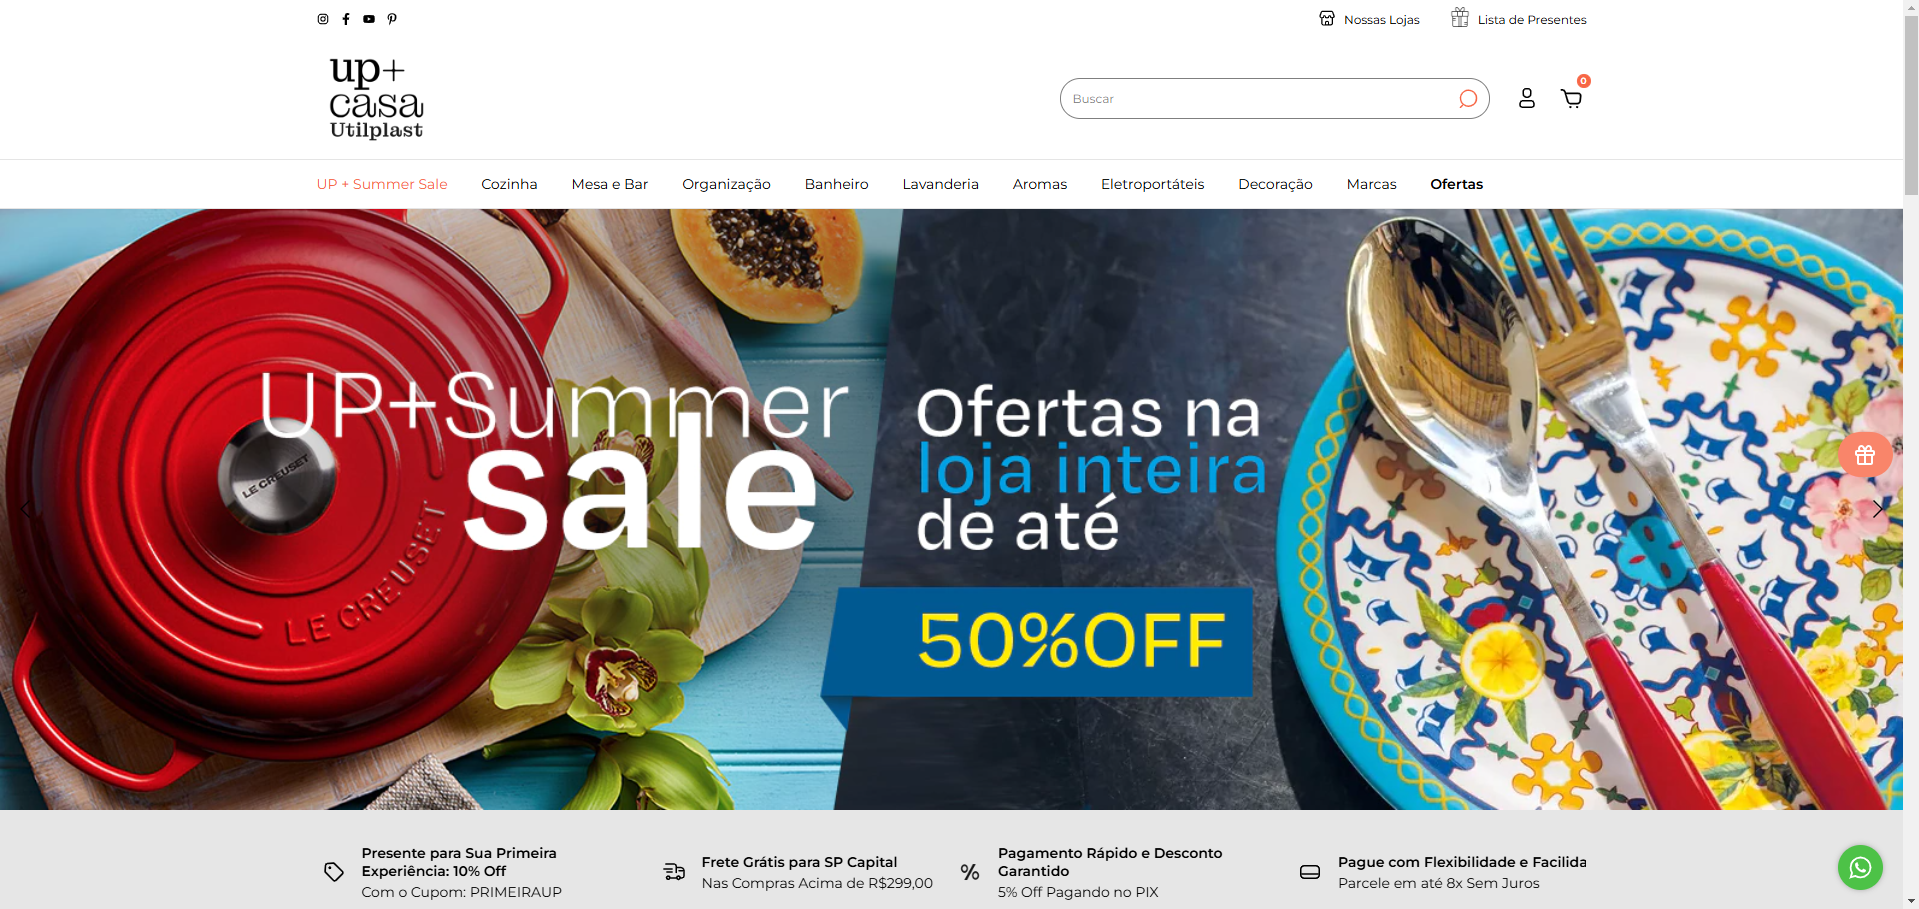 Nossas Lojas
Lista de Presentes
up+
casa
Utilplast
Buscar
0
UP + Summer Sale
Cozinha
Mesa e Bar
Organização
Banheiro
Lavanderia
Aromas
Eletroportáteis
Decoração
Marcas
Ofertas
UP+Summer
sale
Ofertas na
loja inteira
de até
50%OFF
LE CREUSET
LE CREUSET
Presente para Sua Primeira
Experiência: 10% Off
Com o Cupom: PRIMEIRAUP
Frete Grátis para SP Capital
Nas Compras Acima de R$299,00
%
Pagamento Rápido e Desconto
Garantido
5% Off Pagando no PIX
Pague com Flexibilidade e Facilida
Parcele em até 8x Sem Juros